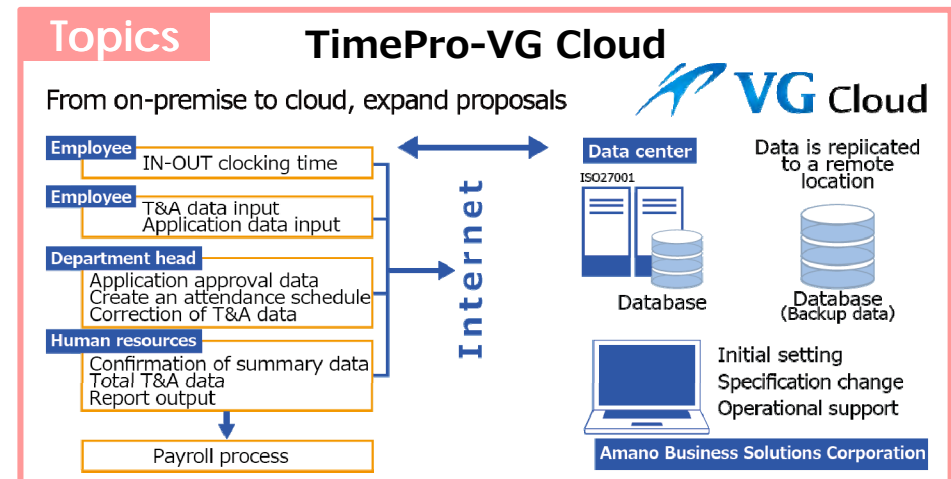 Topics
TimePro-VG Cloud
From on-premise to cloud, expand proposals
VG Cloud
Employee
IN-OUT clocking time
Employee
T&A data input
Application data input
Department head
Application approval data
Create an attendance schedule
Correction of T&A data
Human resources
Confirmation of summary data
Total T&A data
Report output
Payroll process
Internet
Data center
ISO27001
Database
Data is repiicated
to a remote
location
Database
(Backup data)
Initial setting
Specification change
Operational support
Amano Business Solutions Corporation